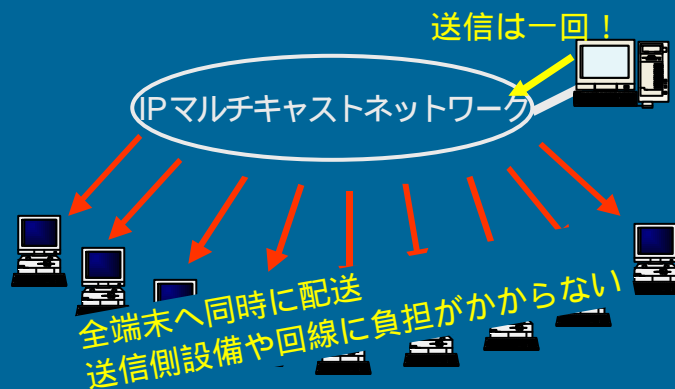 送信は一回!
IPマルチキャストネットワーク
全端末へ同時に配送
送信側設備や回線に負担がかからない